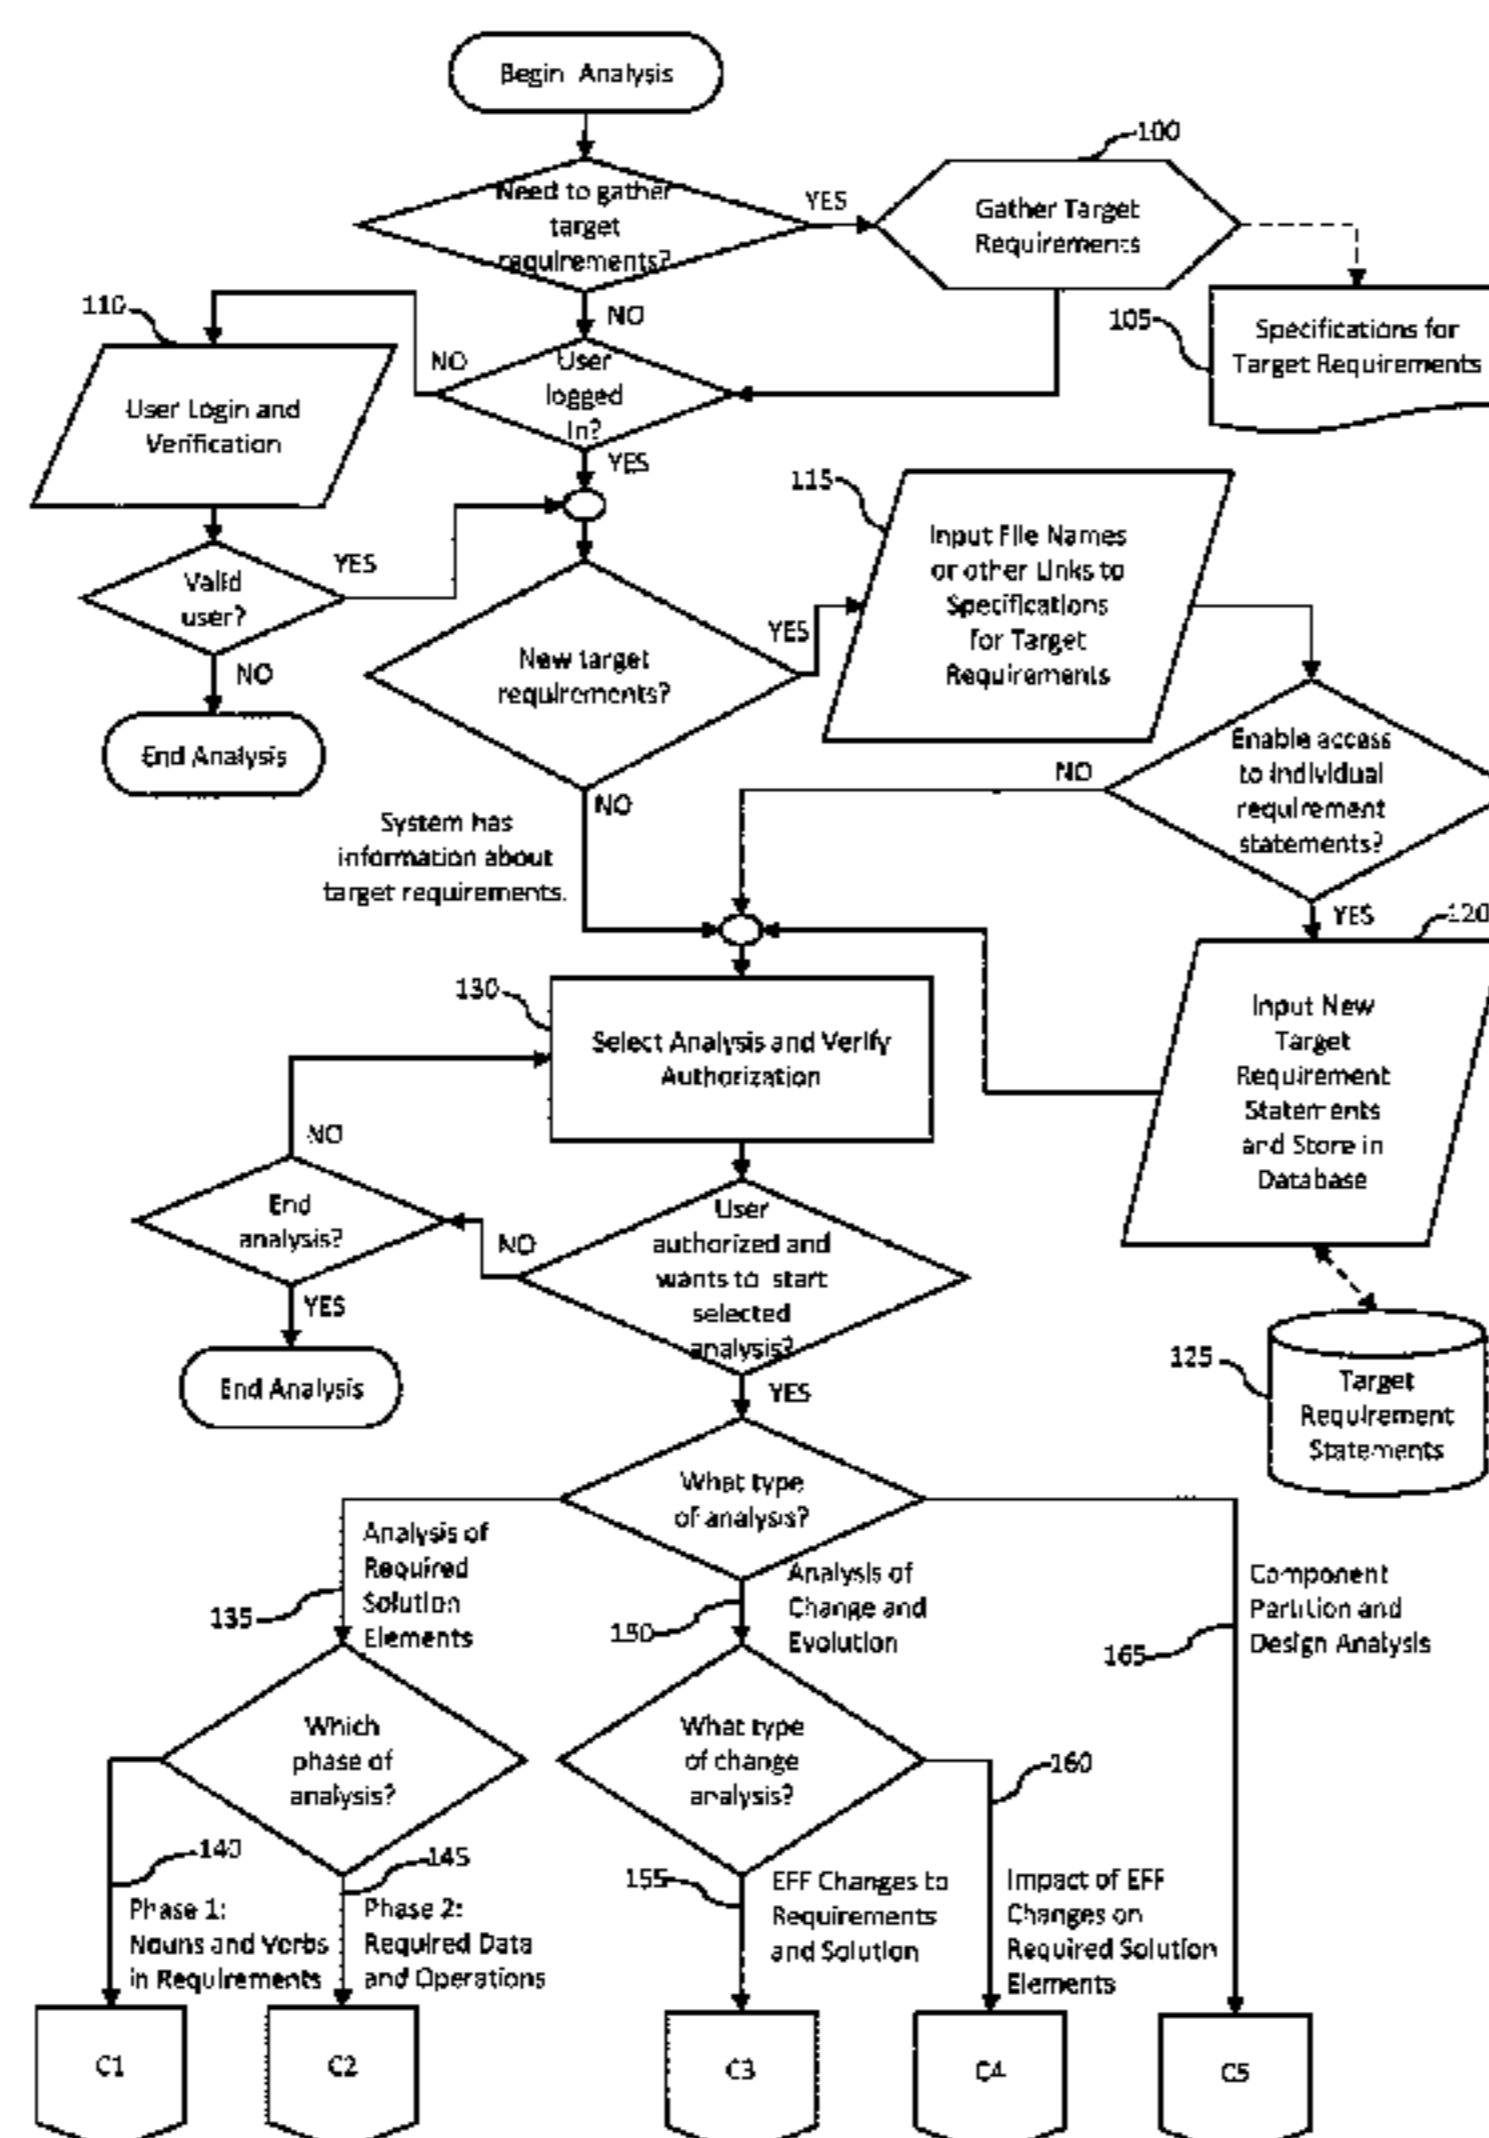 Begin Analysis
100
Need to gather
target
requirements?
YES
Gather Target
Requirements
NO
110
105
Specifications for
Target Requirements
NO
User
logged
In?
User Login and
Verification
YES
115
Input File Names
or other Links to
Specifications
for Target
Requirements
Valid
user?
YES
NO
New target
requirements?
YES
End Analysis
Enable access
to individual
requirement
statements?
NO
NO
System has
information about
target requirements.
YES
120
130
Select Analysis and Verify
Authorization
Input New
Target
Requirement
Statements
and Store in
Database
NO
End
analysis?
NO
User
authorized and
wants to start
selected
analysis?
YES
End Analysis
YES
125
Target
Requirement
Statements
What type
of analysis?
Analysis of
Required
Solution
Elements
135
Analysis of
Change and
Evolution
150
Component
Partition and
Design Analysis
165
Which
phase of
analysis?
What type
of change
analysis?
160
140
145
155
Phase 1:
Nouns and Verbs
in Requirements
Phase 2:
Required Data
and Operations
EFF Changes to
Requirements
and Solution
Impact of EFF
Changes on
Required Solution
Elements
C1
C2
C3
C4
C5